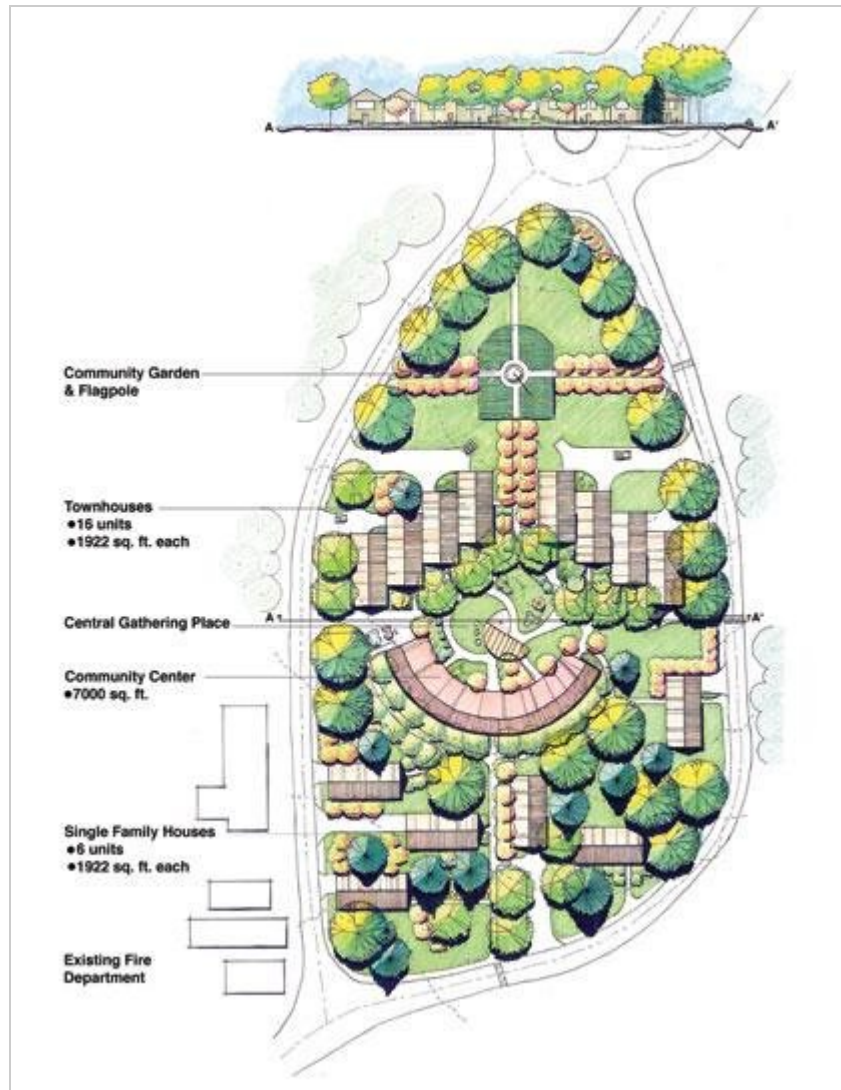 A
A'
Community Garden
& Flagpole
Townhouses
●16 units
●1922 sq. ft. each
A
A'
Central Gathering Place
Community Center
●7000 sq. ft.
Single Family Houses
●6 units
●1922 sq. ft. each
Existing Fire
Department